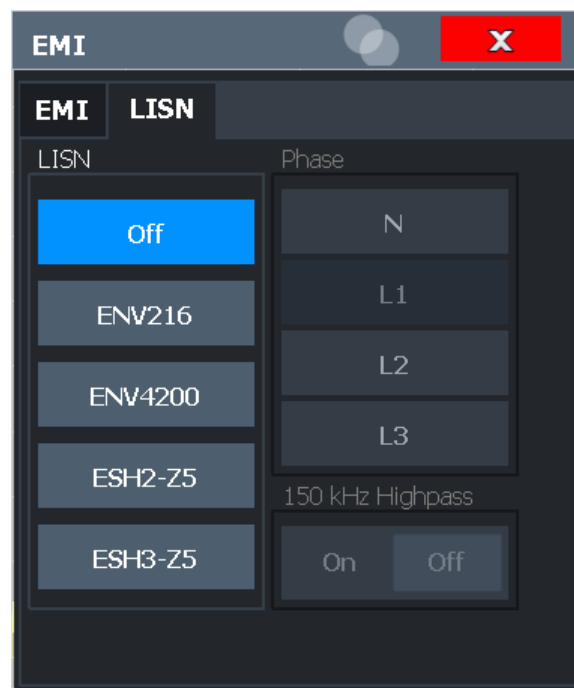 EMI
X
EMI LISN
LISN
Off
ENV216
ENV4200
ESH2-Z5
ESH3-Z5
Phase
N
L1
L2
L3
150 kHz Highpass
On Off